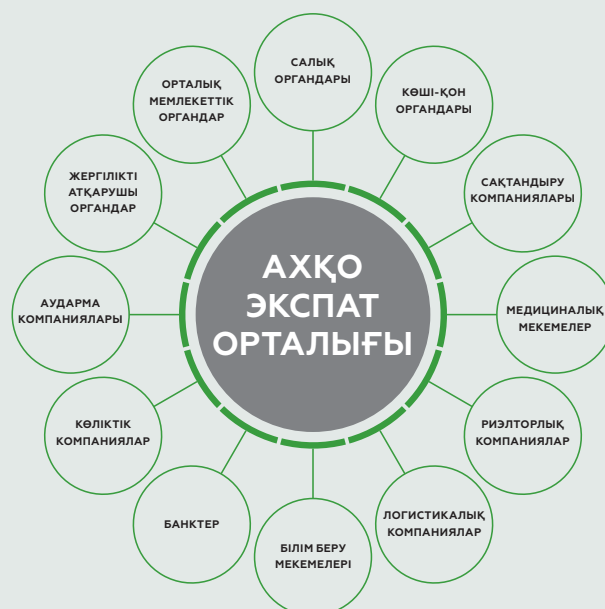 САЛЫҚ
ОРГАНДАРЫ
КӨШІ-ҚОН
ОРГАНДАРЫ
САҚТАНДЫРУ
КОМПАНИЯЛАРЫ
МЕДИЦИНАЛЫҚ
МЕКЕМЕЛЕР
РИЭЛТОРЛЫҚ
КОМПАНИЯЛАР
ЛОГИСТИКАЛЫҚ
КОМПАНИЯЛАР
БІЛІМ БЕРУ
МЕКЕМЕЛЕРІ
БАНКТЕР
КӨЛІКТІК
КОМПАНИЯЛАР
АУДАРМА
КОМПАНИЯЛАРЫ
ЖЕРГІЛІКТІ
АТҚАРУШЫ
ОРГАНДАР
ОРТАЛЫҚ
МЕМЛЕКЕТТІК
ОРГАНДАР
АХҚО
ЭКСПАТ
ОРТАЛЫҒЫ